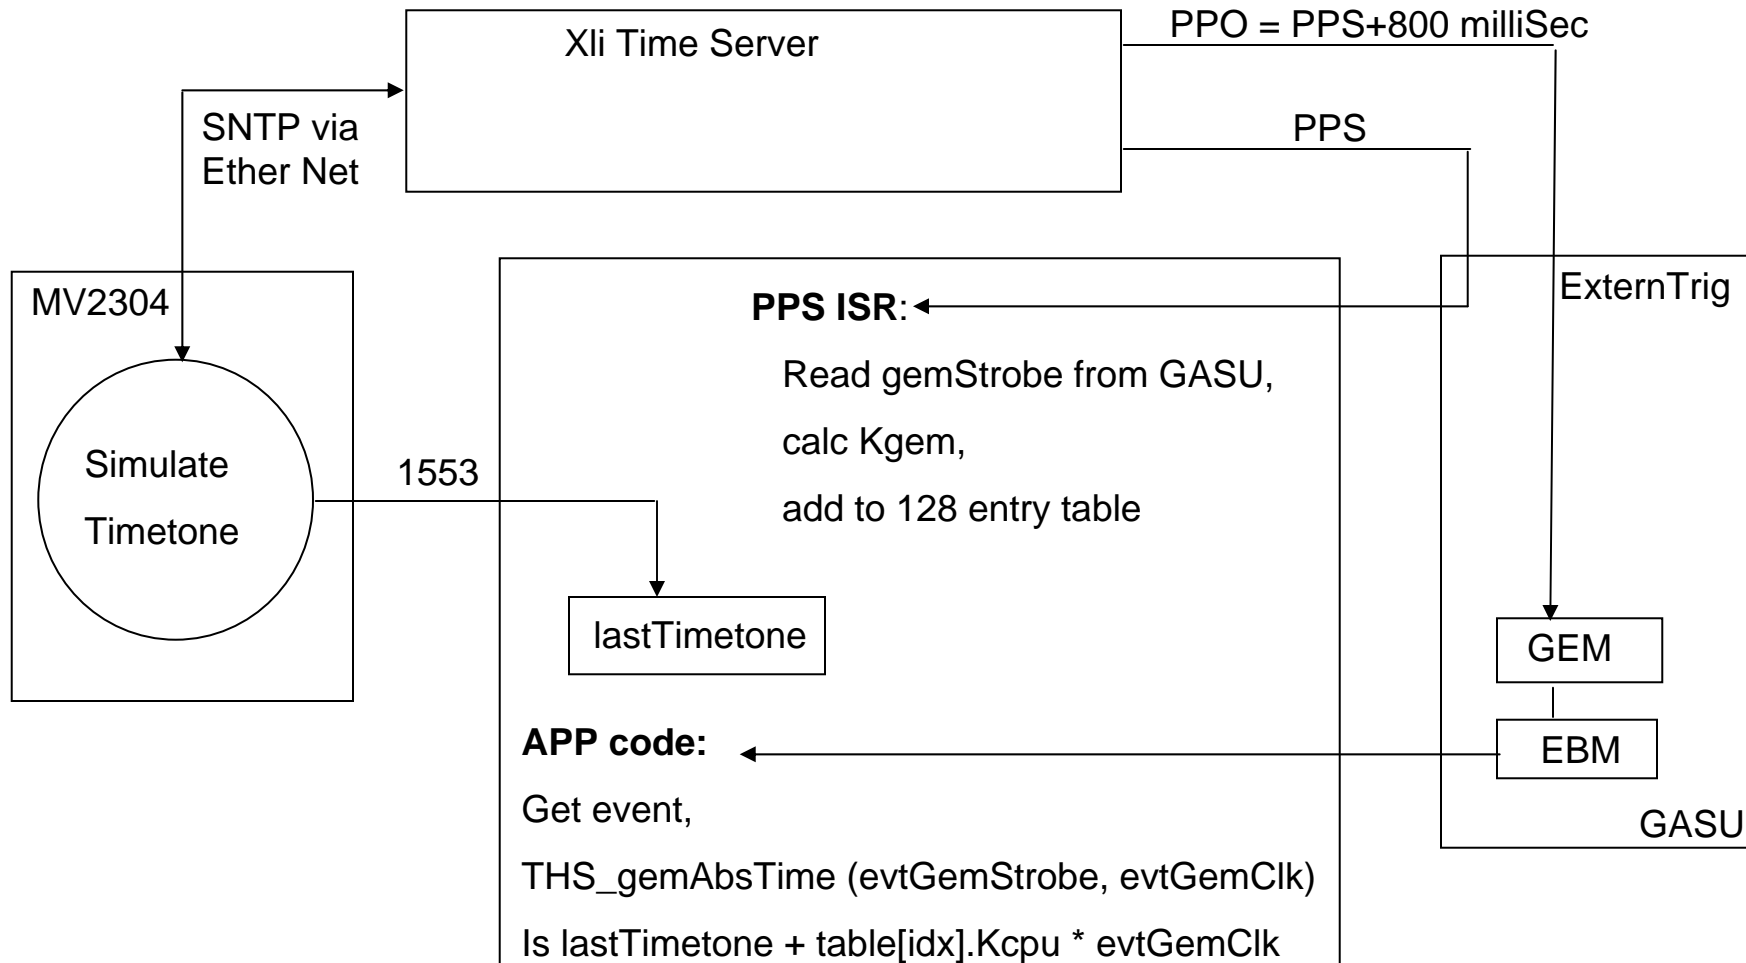 Xli Time Server
PPO = PPS+800 milliSec
SNTP via
Ether Net
PPS
MV2304
PPS ISR:
ExternTrig
Read gemStrobe from GASU,
calc Kgem,
add to 128 entry table
Simulate
Timetone
1553
lastTimetone
GEM
EBM
GASU
APP code:
Get event,
THS_gemAbsTime (evtGemStrobe, evtGemClk)
Is lastTimetone + table[idx].Kcpu * evtGemClk